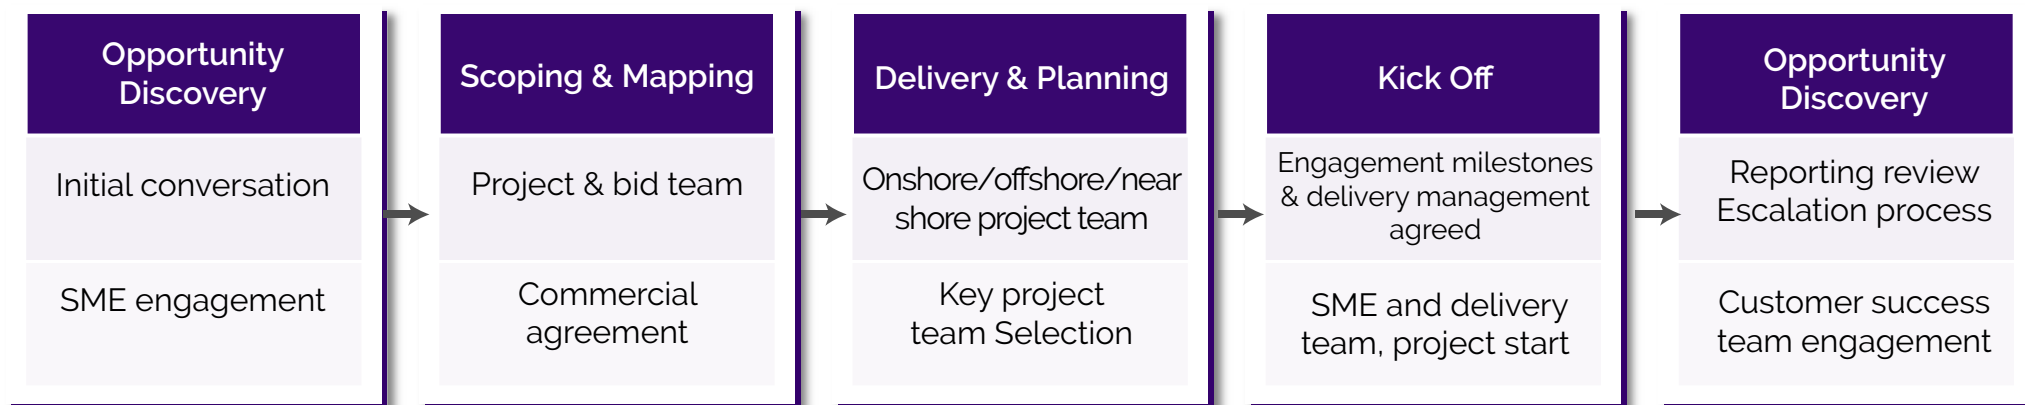 Opportunity
Discovery
Initial conversation
SME engagement
Scoping & Mapping
Project & bid team
Commercial
agreement
Delivery & Planning
Onshore/offshore/near
shore project team
Key project
team Selection
Kick Off
Engagement milestones
& delivery management
agreed
SME and delivery
team, project start
Opportunity
Discovery
Reporting review
Escalation process
Customer success
team engagement